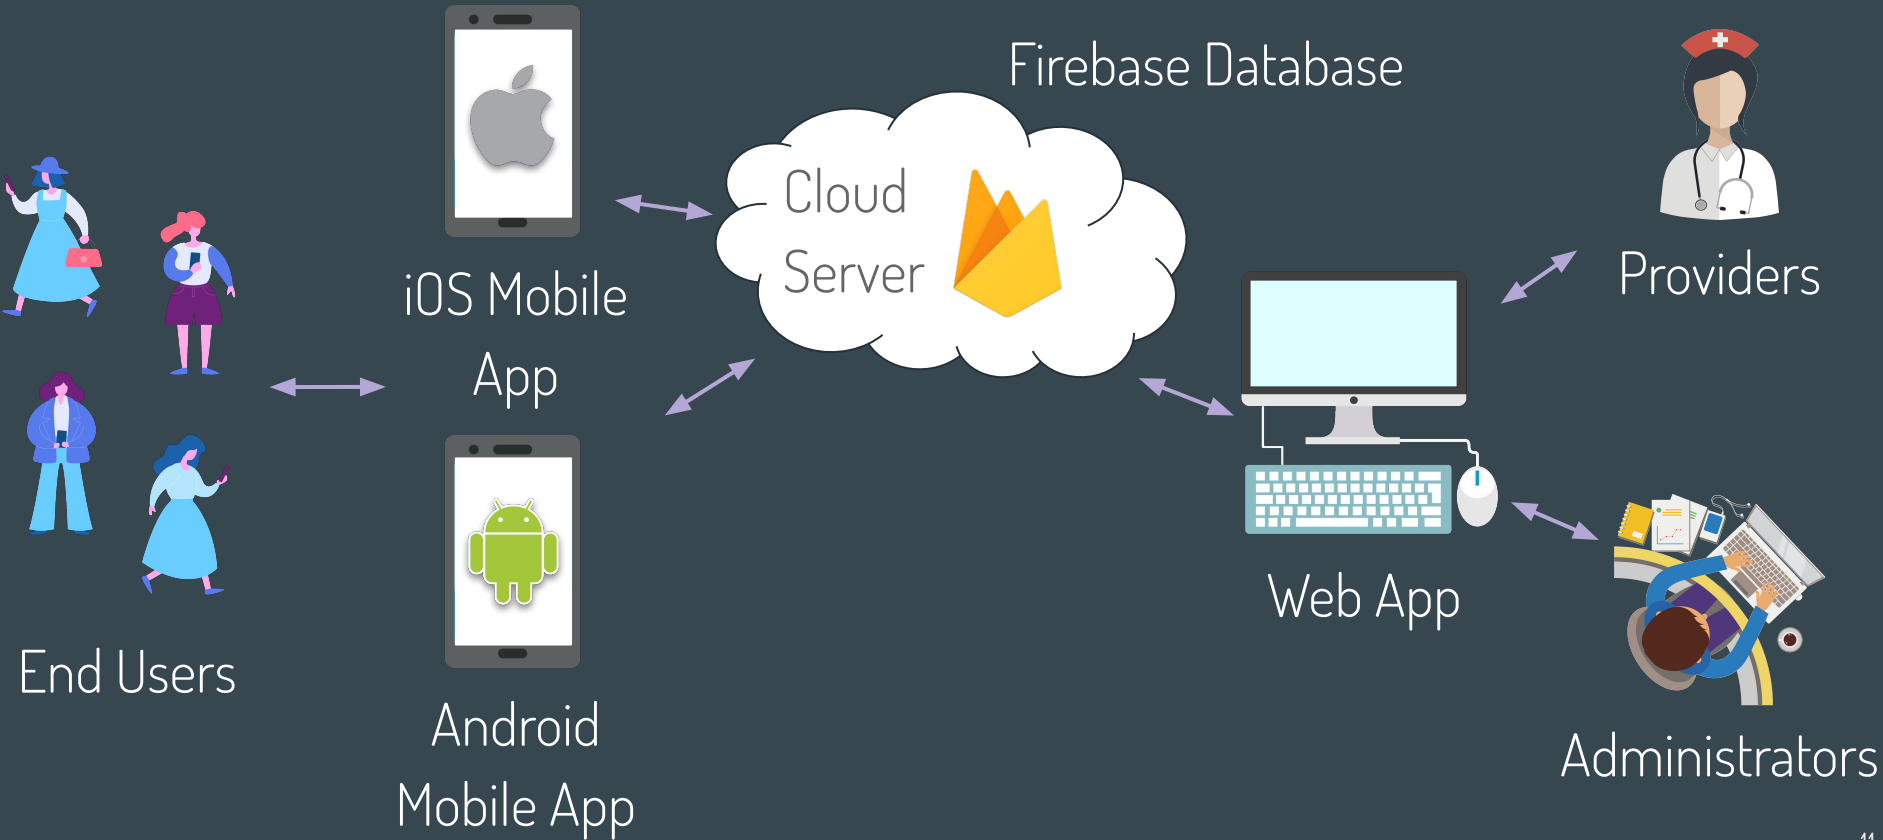 Firebase Database
Cloud
Server
iOS Mobile
App
Providers
Web App
End Users
Android
Mobile App
Administrators